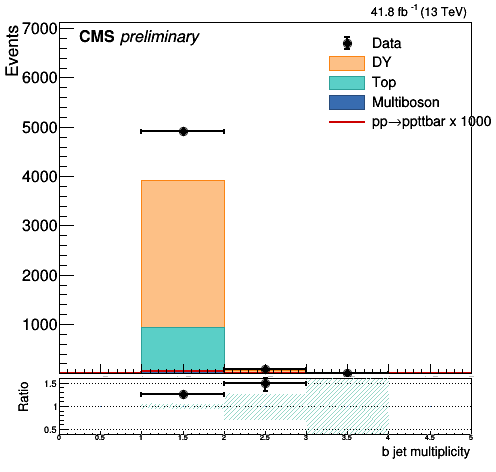 41.8 fb⁻¹ (13 TeV)
CMS preliminary
Events
7000
6000
5000
4000
3000
2000
1000
Data
DY
Top
Multiboson
pp→ppttbar x 1000
Ratio
1.5
1
0.5
0 0.5 1 1.5 2 2.5 3 3.5 4 4.5 5
b jet multiplicity